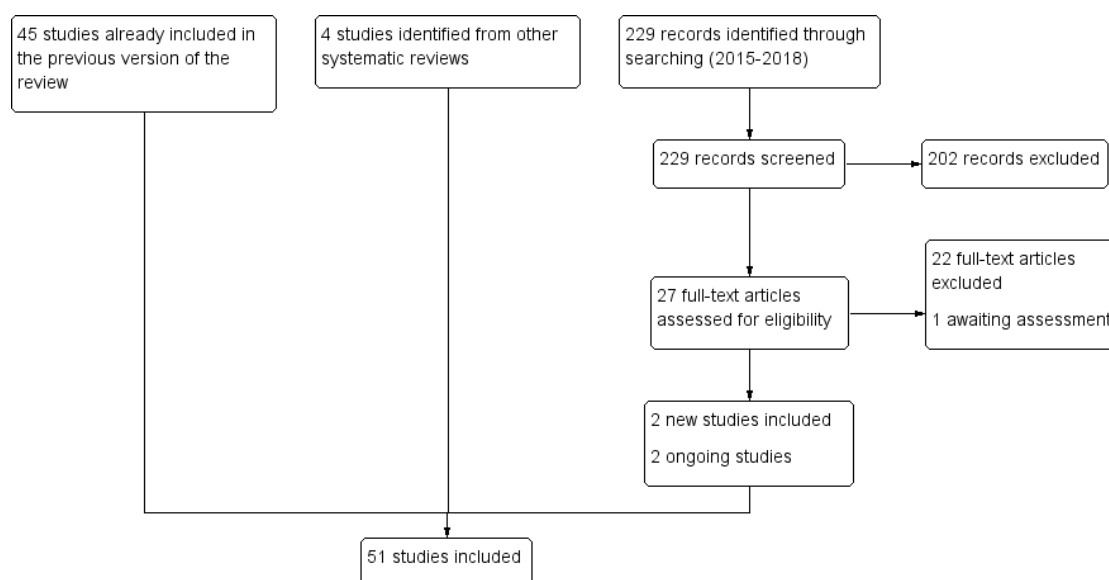 45 studies already included in
the previous version of the
review
4 studies identified from other
systematic reviews
229 records identified through
searching (2015-2018)
229 records screened
202 records excluded
27 full-text articles
assessed for eligibility
22 full-text articles
excluded
1 awaiting assessment
2 new studies included
2 ongoing studies
51 studies included